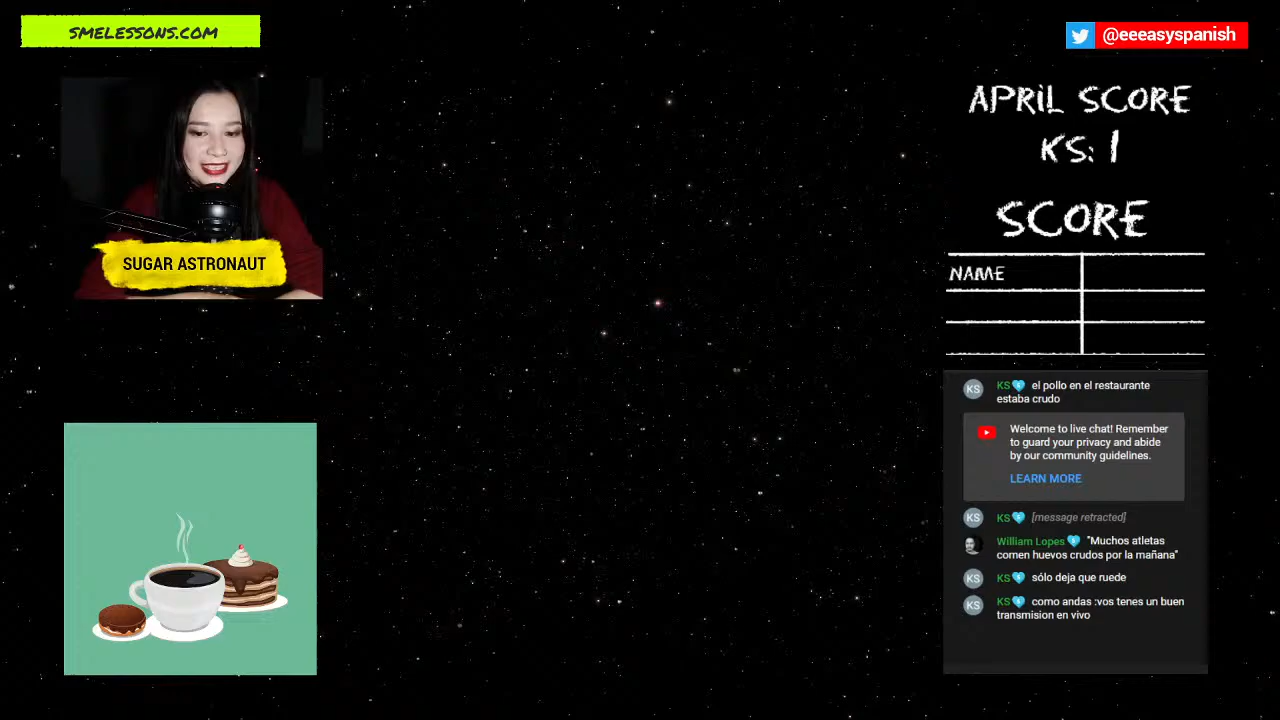 SMELESSONS.COM
@eeeasyspanish
SUGAR ASTRONAUT
APRIL SCORE
KS: 1
SCORE
NAME
KS el pollo en el restaurante
estaba crudo
Welcome to live chat! Remember
to guard your privacy and abide
by our community guidelines.
LEARN MORE
KS KS [message retracted]
William Lopes "Muchos atletas
comen huevos crudos por la mañana"
KS KS sólo deja que ruede
KS KS como andas :vos tenes un buen
transmision en vivo